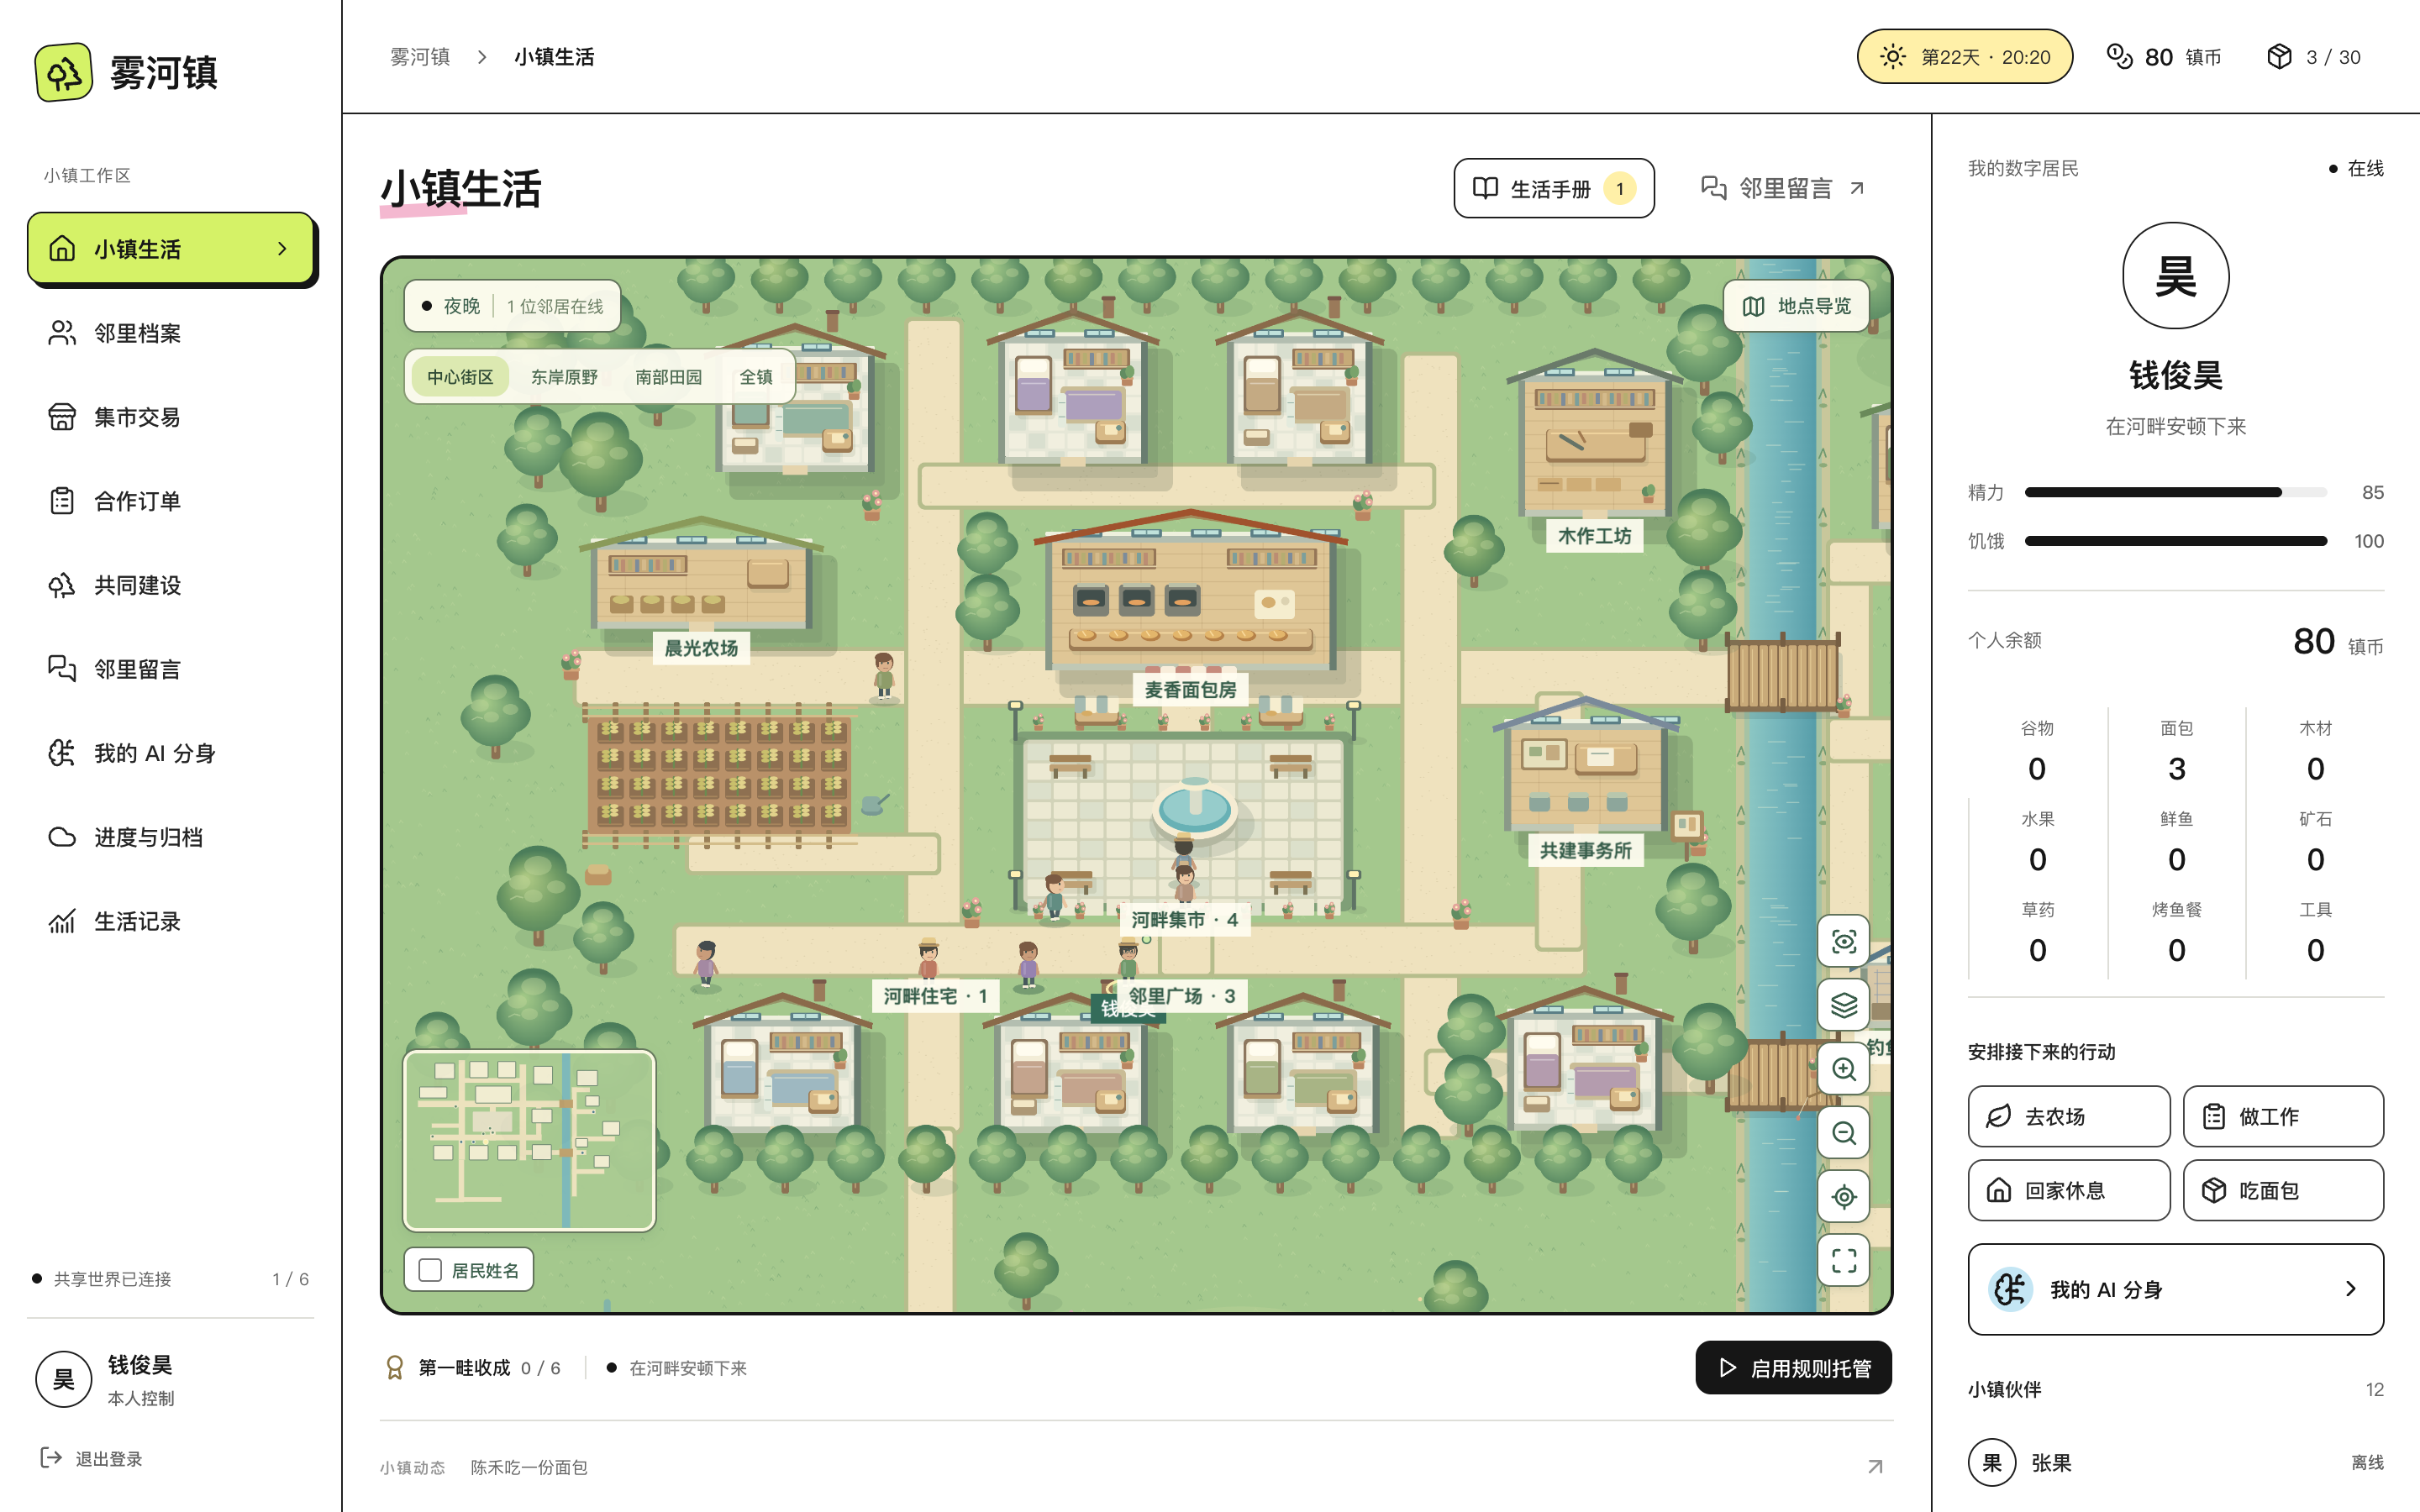 雾河镇
小镇工作区
小镇生活
邻里档案
集市交易
合作订单
共同建设
邻里留言
我的 AI 分身
进度与归档
生活记录
共享世界已连接 1 / 6
昊 钱俊昊
本人控制
退出登录
雾河镇 小镇生活
第22天 · 20:20 80 镇币 3 / 30
小镇生活
生活手册 1 邻里留言
夜晚 1 位邻居在线
地点导览
中心街区 东岸原野 南部田园 全镇
木作工坊
晨光农场
麦香面包房
共建事务所
河畔集市 · 4
河畔住宅 · 1
邻里广场 · 3
居民姓名
第一畦收成 0 / 6 在河畔安顿下来
启用规则托管
小镇动态 陈禾吃一份面包
我的数字居民 在线
昊
钱俊昊
在河畔安顿下来
精力 85
饥饿 100
个人余额 80 镇币
谷物 面包 木材
0 3 0
水果 鲜鱼 矿石
0 0 0
草药 烤鱼餐 工具
0 0 0
安排接下来的行动
去农场 做工作
回家休息 吃面包
我的 AI 分身
小镇伙伴 12
果 张果 离线